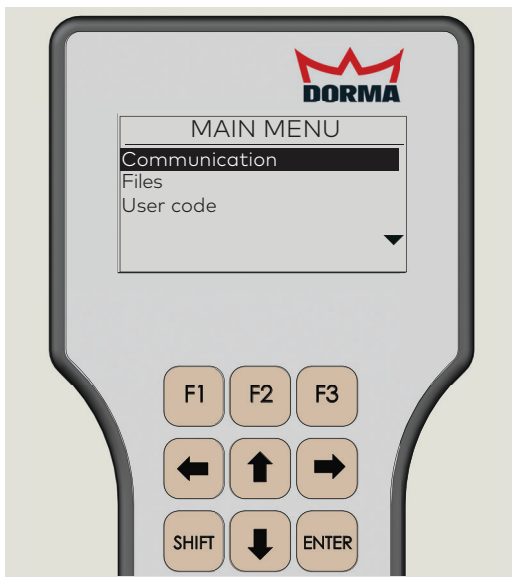 DORMA
MAIN MENU
Communication
Files
User code
F1 F2 F3
SHIFT ENTER